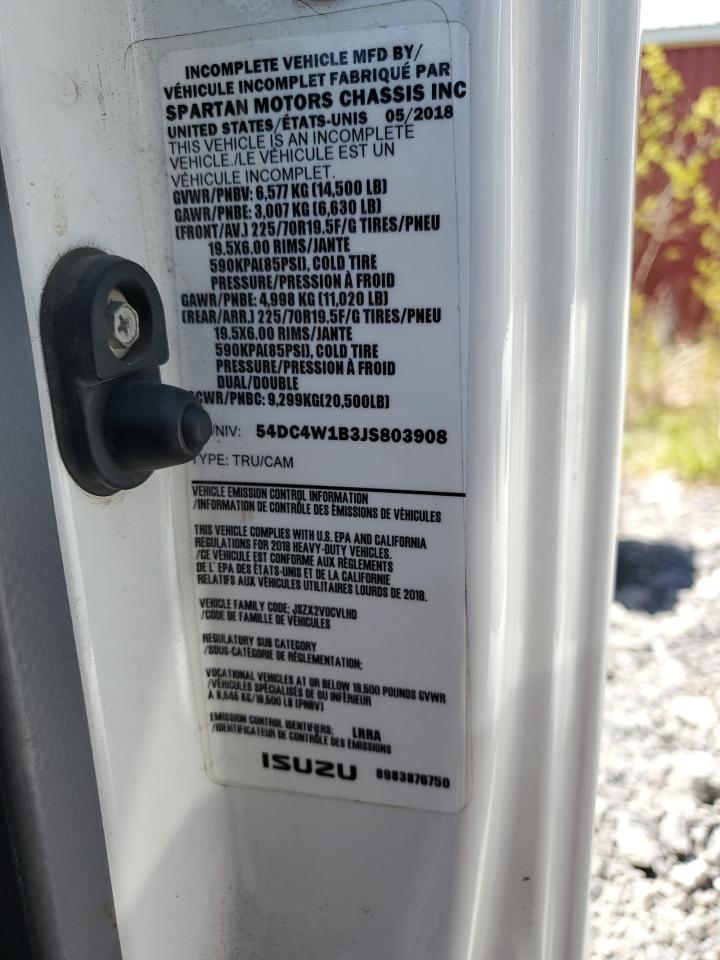 INCOMPLETE VEHICLE MFD BY/
VÉHICULE INCOMPLET FABRIQUÉ PAR
SPARTAN MOTORS CHASSIS INC
UNITED STATES/ÉTATS-UNIS 05/2018
THIS VEHICLE IS AN INCOMPLETE
VEHICLE./LE VÉHICULE EST UN
VÉHICULE INCOMPLET.
GVWR/PNBV: 6,577 KG (14,500 LB)
GAWR/PNBE: 3,007 KG (6,630 LB)
(FRONT/AV.) 225/70R19.5F/G TIRES/PNEU
19.5X6.00 RIMS/JANTE
590KPA(85PSI), COLD TIRE
PRESSURE/PRESSION À FROID
GAWR/PNBE: 4,998 KG (11,020 LB)
(REAR/ARR.) 225/70R19.5F/G TIRES/PNEU
19.5X6.00 RIMS/JANTE
590KPA(85PSI), COLD TIRE
PRESSURE/PRESSION À FROID
DUAL/DOUBLE
CWR/PNBC: 9,299KG(20,500LB)
/NIV: 54DC4W1B3JS803908
TYPE: TRU/CAM
VEHICLE EMISSION CONTROL INFORMATION
/INFORMATION DE CONTRÔLE DES ÉMISSIONS DE VÉHICULES
THIS VEHICLE COMPLIES WITH U.S. EPA AND CALIFORNIA
REGULATIONS FOR 2018 HEAVY-DUTY VEHICLES.
/CE VÉHICULE EST CONFORME AUX RÈGLEMENTS
DE L' EPA DES ÉTATS-UNIS ET DE LA CALIFORNIE
RELATIFS AUX VÉHICULES UTILITAIRES LOURDS DE 2018.
VEHICLE FAMILY CODE: JSZX2VOCVLHD
/CODE DE FAMILLE DE VÉHICULES
REGULATORY SUB CATEGORY
/SOUS-CATÉGORIE DE RÉGLEMENTATION:
VOCATIONAL VEHICLES AT OR BELOW 19,500 POUNDS GVWR
/VÉHICULES SPÉCIALISÉS DE OU INFÉRIEUR
À 8,845 KG/19,500 LB (PNBV)
EMISSION CONTROL IDENTIFIERS: LRRA
/IDENTIFICATEUR DE CONTRÔLE DES ÉMISSIONS
ISUZU 8983876750